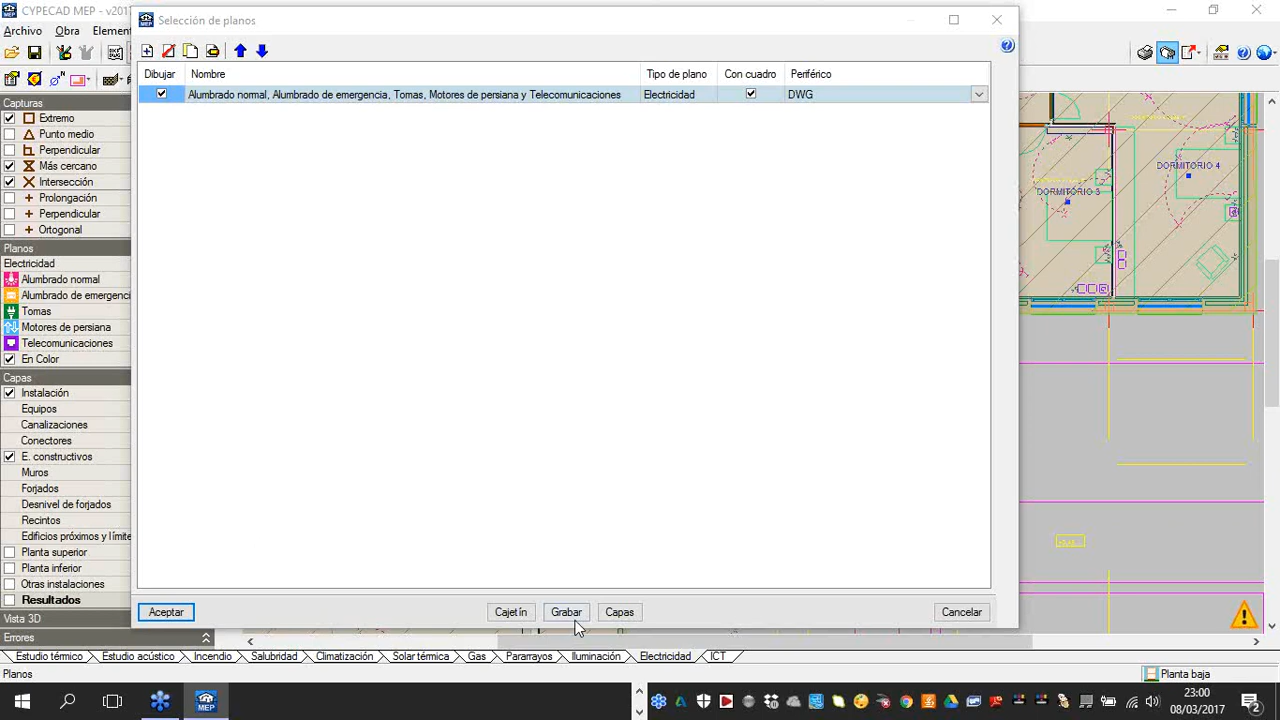 CYPECAD MEP - v201
Selección de planos
Archivo Obra Element
Dibujar Nombre Tipo de plano Con cuadro Periférico
Alumbrado normal, Alumbrado de emergencia, Tomas, Motores de persiana y Telecomunicaciones Electricidad DWG
Capturas
Extremo
Punto medio
Perpendicular
Más cercano
Intersección
Prolongación
Perpendicular
Ortogonal
Planos
Electricidad
Alumbrado normal
Alumbrado de emergenci
Tomas
Motores de persiana
Telecomunicaciones
En Color
Capas
Instalación
Equipos
Canalizaciones
Conectores
E. constructivos
Muros
Forjados
Desnivel de forjados
Recintos
Edificios próximos y límite
Planta superior
Planta inferior
Otras instalaciones
Resultados
Vista 3D
Errores
DORMITORIO 3
DORMITORIO 4
Aceptar Cajetín Grabar Capas Cancelar
Estudio térmico Estudio acústico Incendio Salubridad Climatización Solar térmica Gas Pararrayos Iluminación Electricidad ICT
Planos Planta baja
MEP
23:00
08/03/2017
2